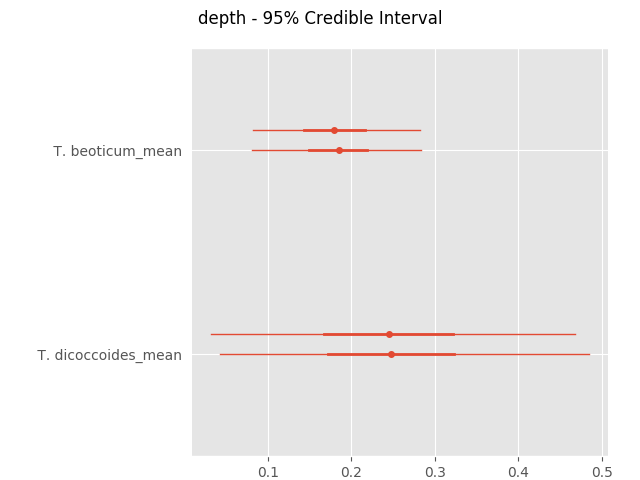 depth - 95% Credible Interval
T. beoticum_mean
T. dicoccoides_mean
0.1 0.2 0.3 0.4 0.5